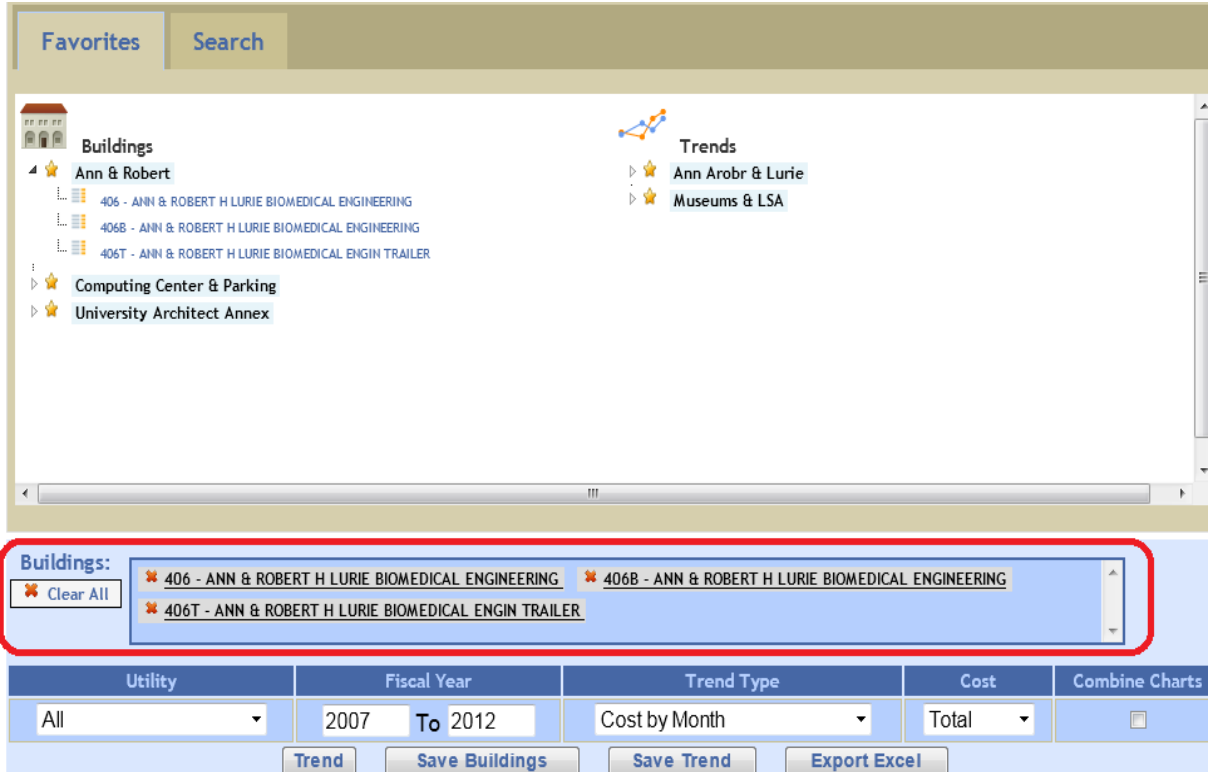 Favorites Search
Buildings
Ann & Robert
406 - ANN & ROBERT H LURIE BIOMEDICAL ENGINEERING
406B - ANN & ROBERT H LURIE BIOMEDICAL ENGINEERING
406T - ANN & ROBERT H LURIE BIOMEDICAL ENGIN TRAILER
Computing Center & Parking
University Architect Annex
Trends
Ann Arobr & Lurie
Museums & LSA
Buildings:
Clear All
406 - ANN & ROBERT H LURIE BIOMEDICAL ENGINEERING 406B - ANN & ROBERT H LURIE BIOMEDICAL ENGINEERING
406T - ANN & ROBERT H LURIE BIOMEDICAL ENGIN TRAILER
Utility Fiscal Year Trend Type Cost Combine Charts
All 2007 To 2012 Cost by Month Total
Trend Save Buildings Save Trend Export Excel